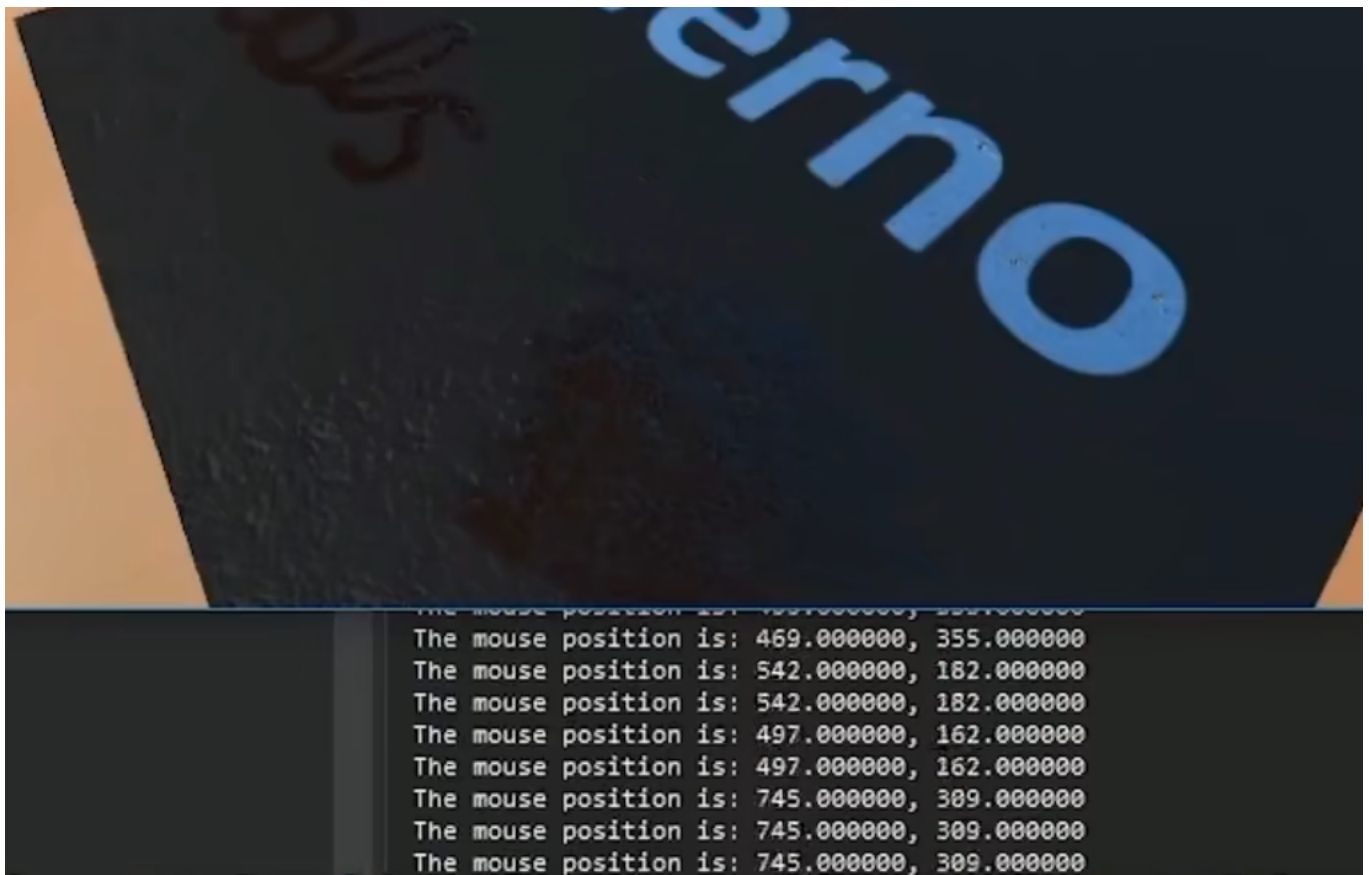 erno
The mouse position is: 469.000000, 355.000000
The mouse position is: 542.000000, 182.000000
The mouse position is: 542.000000, 182.000000
The mouse position is: 497.000000, 162.000000
The mouse position is: 497.000000, 162.000000
The mouse position is: 745.000000, 309.000000
The mouse position is: 745.000000, 309.000000
The mouse position is: 745.000000, 309.000000